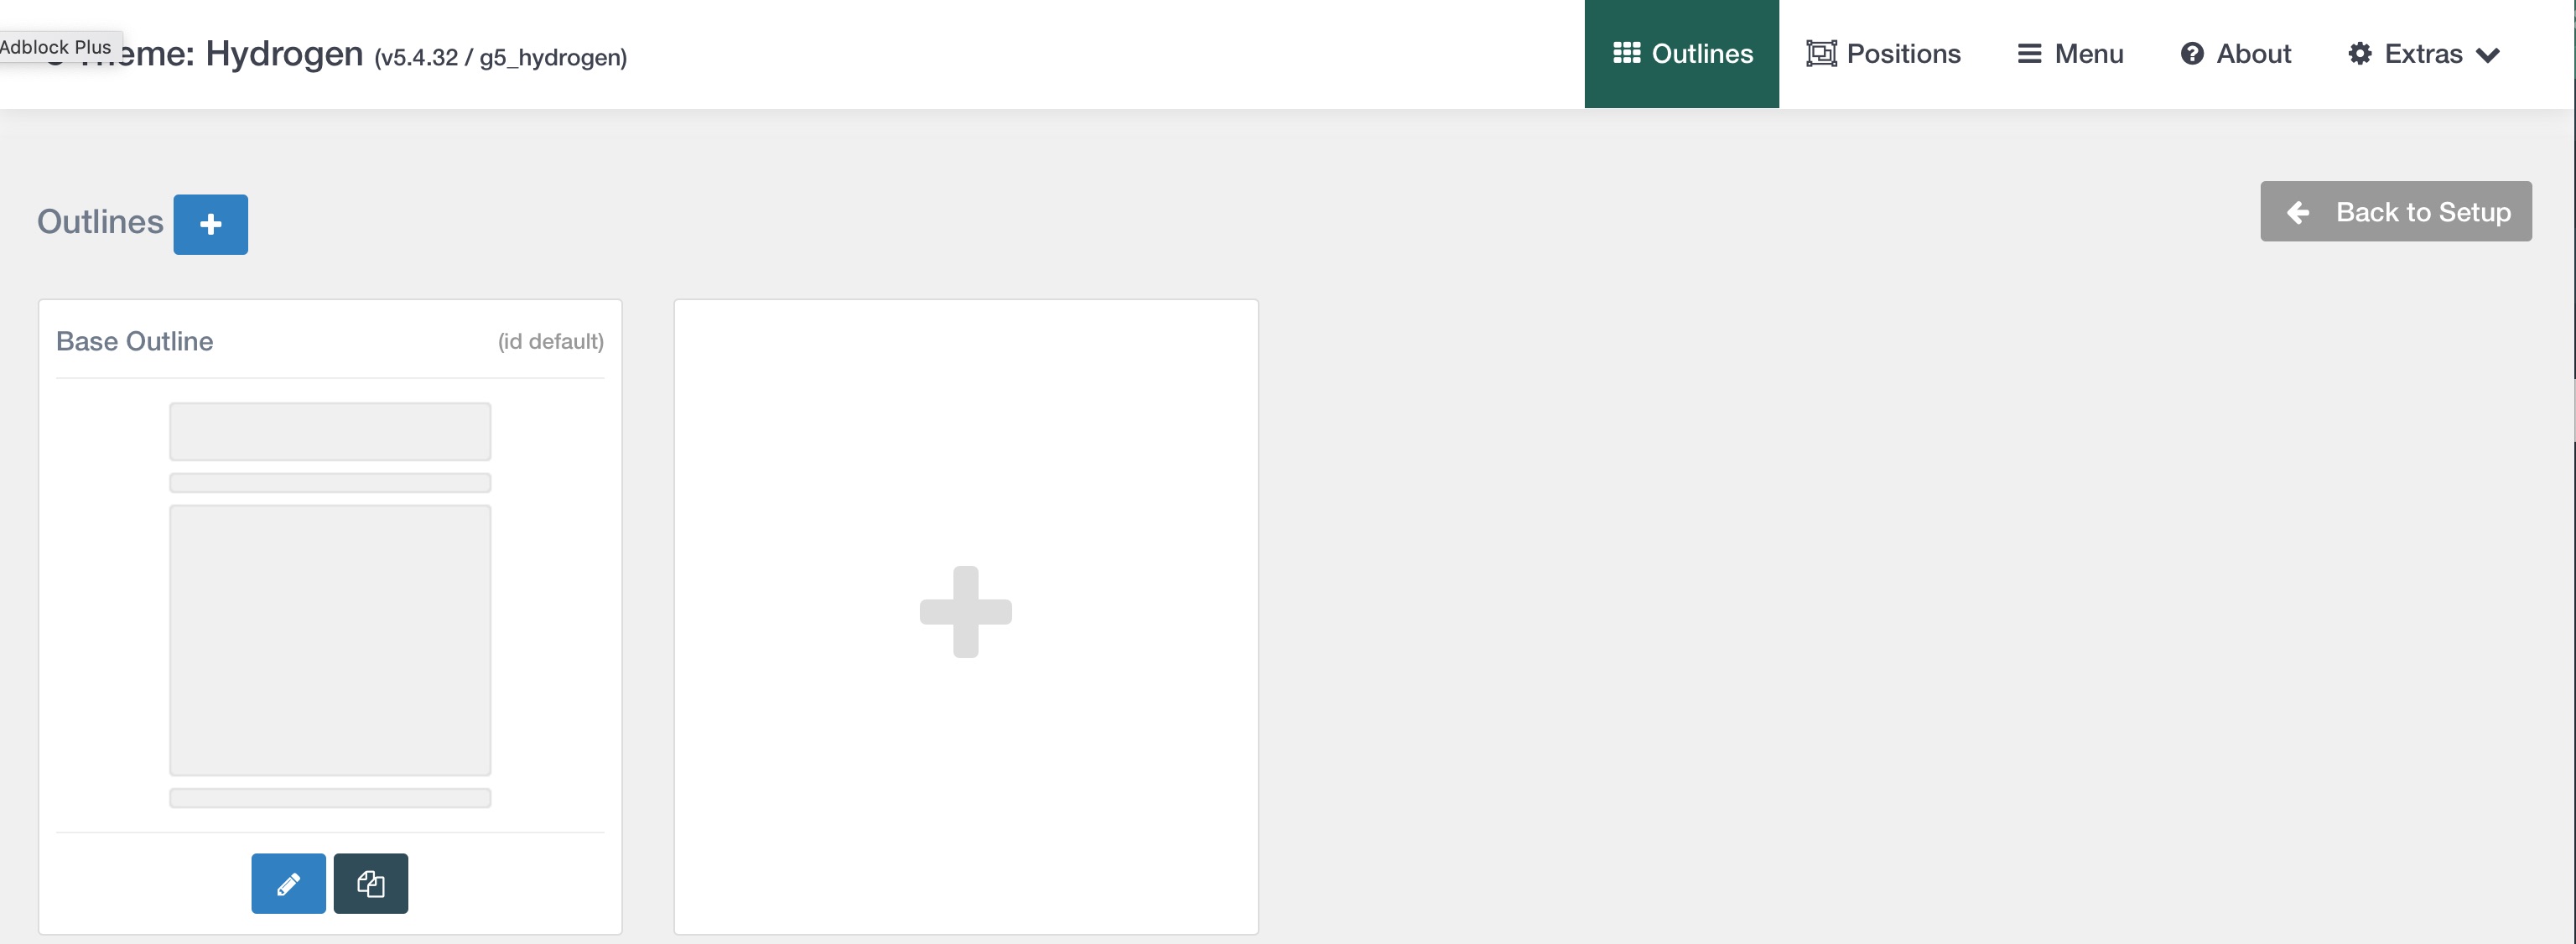 Adblock Plus
eme: Hydrogen (v5.4.32 / g5_hydrogen)
Outlines
Positions
Menu
About
Extras
Outlines
Back to Setup
Base Outline
(id default)